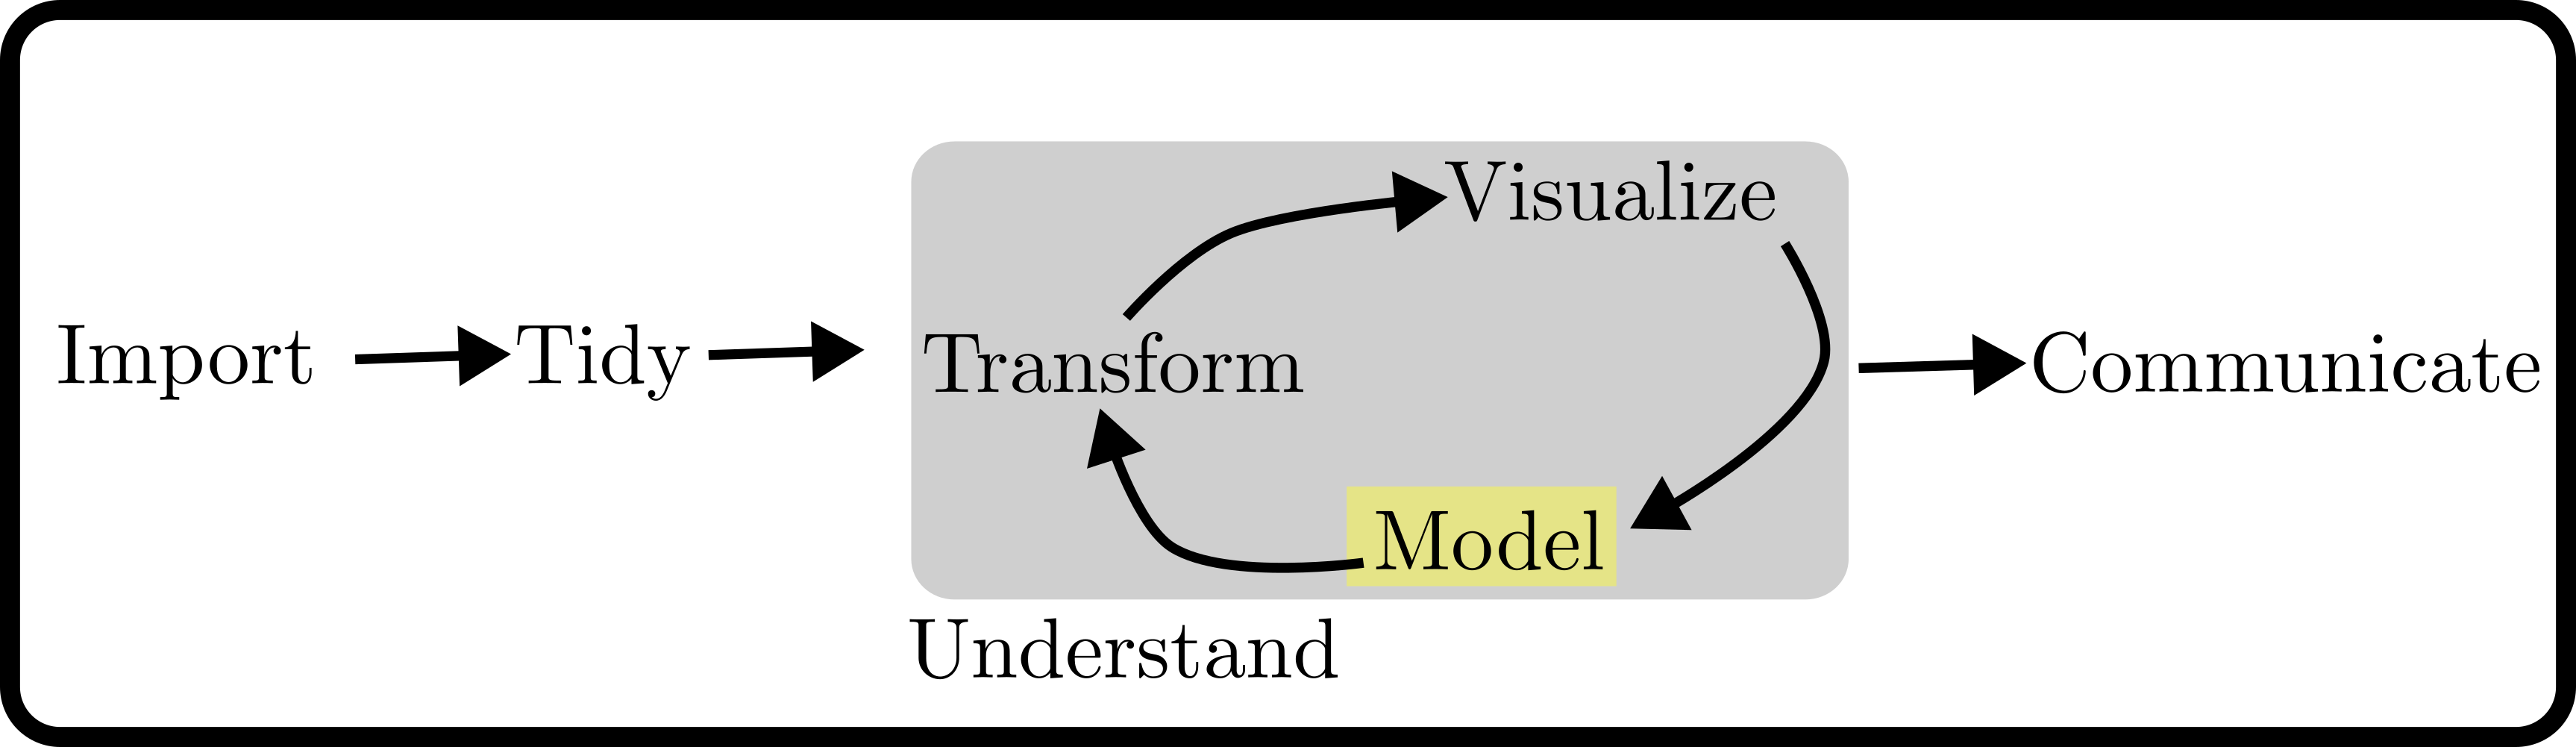 Import
Tidy
Transform
Visualize
Model
Understand
Communicate